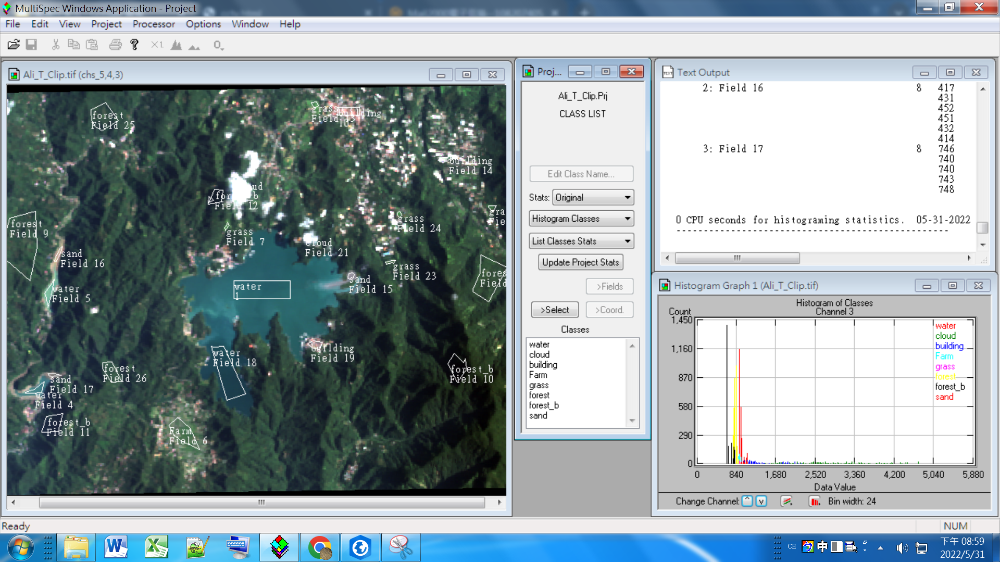 MultiSpec Windows Application - Project
File Edit View Project Processor Options Window Help
×1.
Ali_T_Clip.tif (chs_5,4,3)
forest
Field 25
grass
building
10
building
Field 14
forest_b
Field 12
grass
Field 24
forest
Field 9
grass
Field 7
cloud
Field 21
sand
Field 16
grass
Field 23
sand
Field 15
water
1
water
Field 5
building
Field 19
water
Field 18
forest
Field 26
forest_b
Field 10
sand
Field 17
water
Field 4
forest_b
Field 11
Farm
Field 6
Proj...
Ali_T_Clip.Prj
CLASS LIST
Edit Class Name...
Stats: Original
Histogram Classes
List Classes Stats
Update Project Stats
>Fields
>Select >Coord.
Classes
water
cloud
building
Farm
grass
forest
forest_b
sand
Text Output
2: Field 16 8 417
431
452
451
432
414
3: Field 17 8 746
740
740
743
748
0 CPU seconds for histograming statistics. 05-31-2022
Histogram Graph 1 (Ali_T_Clip.tif)
Histogram of Classes
Channel 3
Count
1,450
1,160
870
580
290
0
water
cloud
building
Farm
grass
forest
forest_b
sand
0 840 1,680 2,520 3,360 4,200 5,040 5,880
Data Value
Change Channel: Bin width: 24
Ready
NUM
CH 中
下午 08:59
2022/5/31